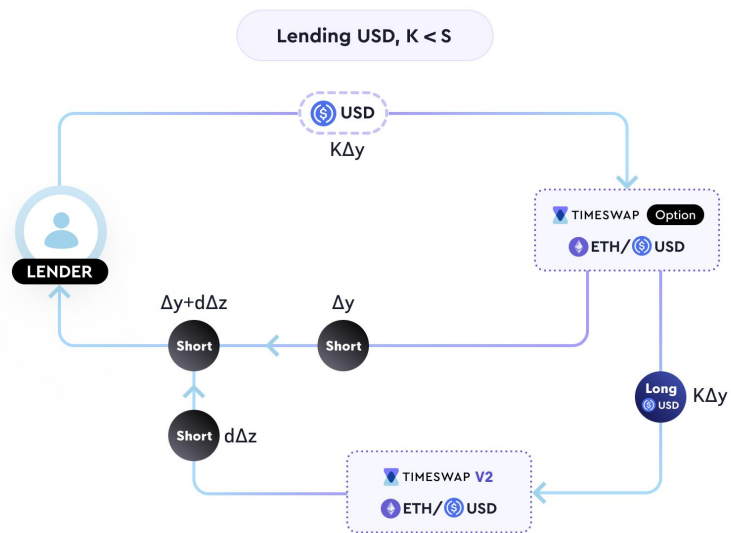 Lending USD, K < S
USD
KΔy
TIMESWAP Option
ETH/ USD
LENDER
Δy+dΔz
Δy
Short
Short
Long
USD
KΔy
Short
dΔz
TIMESWAP V2
ETH/ USD